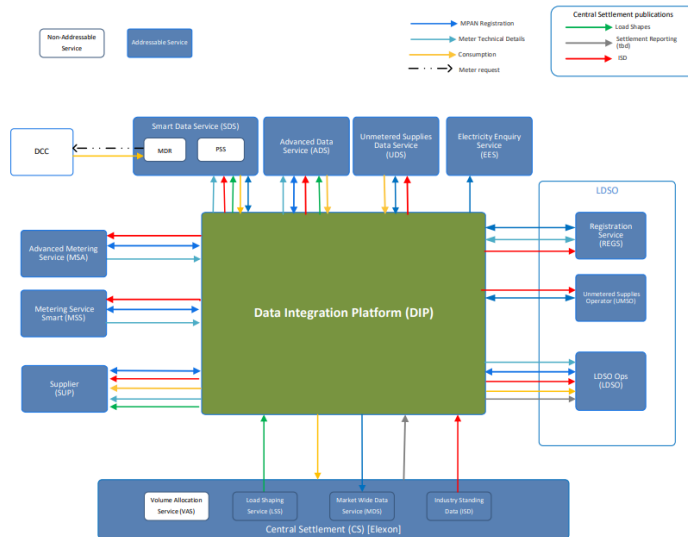 Non-Addressable
Service
Addressable Service
MPAN Registration
Meter Technical Details
Consumption
Meter request
Central Settlement publications
Load Shapes
Settlement Reporting
(tbd)
ISD
Smart Data Service (SDS)
MDR
PSS
DCC
Advanced Data
Service (ADS)
Unmetered Supplies
Data Service
(UDS)
Electricity Enquiry
Service
(EES)
LDSO
Registration
Service
(REGS)
Unmetered Supplies
Operator (UMSO)
LDSO Ops
(LDSO)
Advanced Metering
Service (MSA)
Metering Service
Smart (MSS)
Supplier
(SUP)
Data Integration Platform (DIP)
Volume Allocation
Service (VAS)
Load Shaping
Service (LSS)
Market Wide Data
Service (MDS)
Industry Standing
Data (ISD)
Central Settlement (CS) [Elexon]